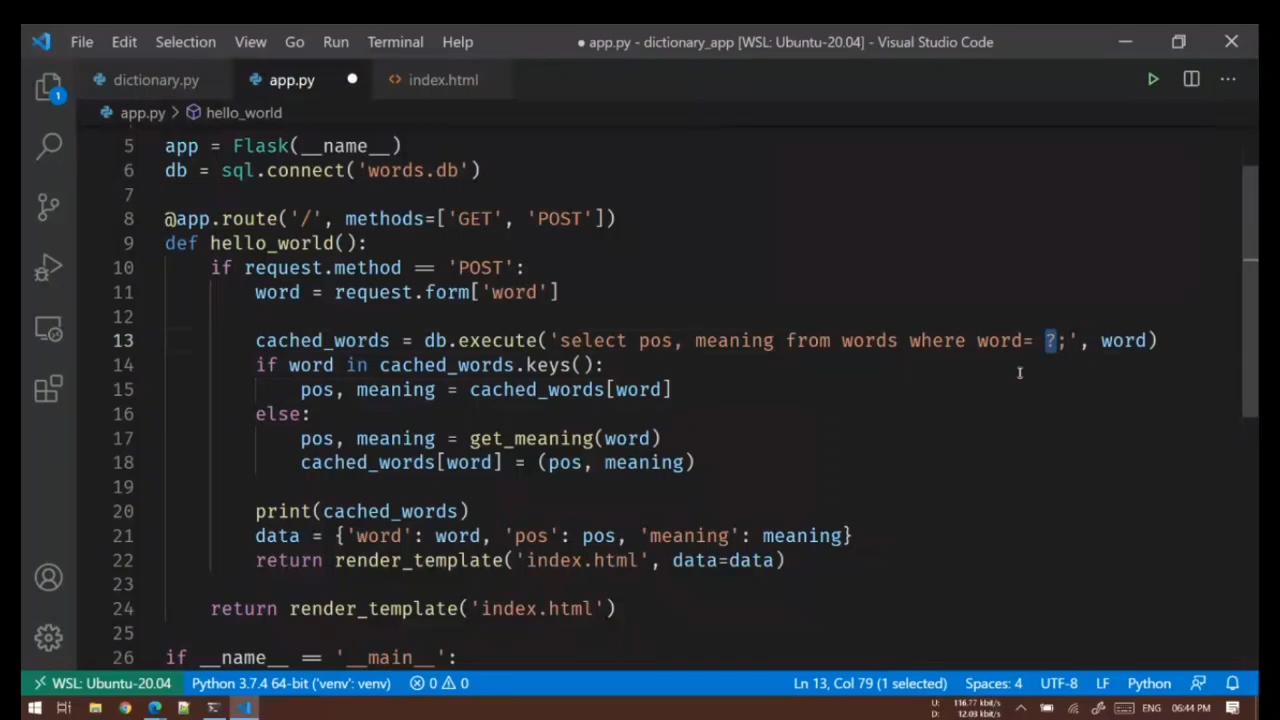 File Edit Selection View Go Run Terminal Help ● app.py - dictionary_app [WSL: Ubuntu-20.04] - Visual Studio Code
dictionary.py app.py index.html
1
app.py > hello_world
5 app = Flask(__name__)
6 db = sql.connect('words.db')
7
8 @app.route('/', methods=['GET', 'POST'])
9 def hello_world():
10 if request.method == 'POST':
11 word = request.form['word']
12
13 cached_words = db.execute('select pos, meaning from words where word= ?;', word)
14 if word in cached_words.keys():
15 pos, meaning = cached_words[word]
16 else:
17 pos, meaning = get_meaning(word)
18 cached_words[word] = (pos, meaning)
19
20 print(cached_words)
21 data = {'word': word, 'pos': pos, 'meaning': meaning}
22 return render_template('index.html', data=data)
23
24 return render_template('index.html')
25
26 if __name__ == '__main__':
WSL: Ubuntu-20.04 Python 3.7.4 64-bit ('venv': venv) 0 0 Ln 13, Col 79 (1 selected) Spaces: 4 UTF-8 LF Python
U: 116.77 kbit/s
D: 12.03 kbit/s
ENG 06:44 PM